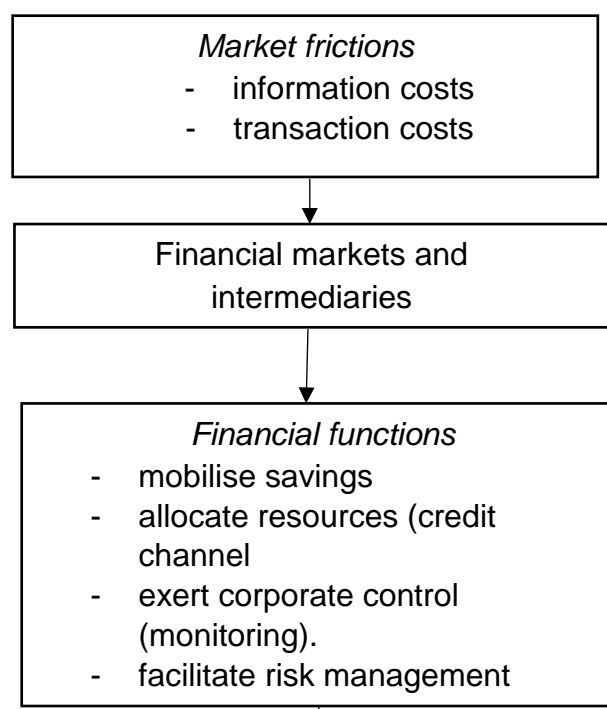 Market frictions
- information costs
- transaction costs
Financial markets and
intermediaries
Financial functions
- mobilise savings
- allocate resources (credit
channel
- exert corporate control
(monitoring).
- facilitate risk management